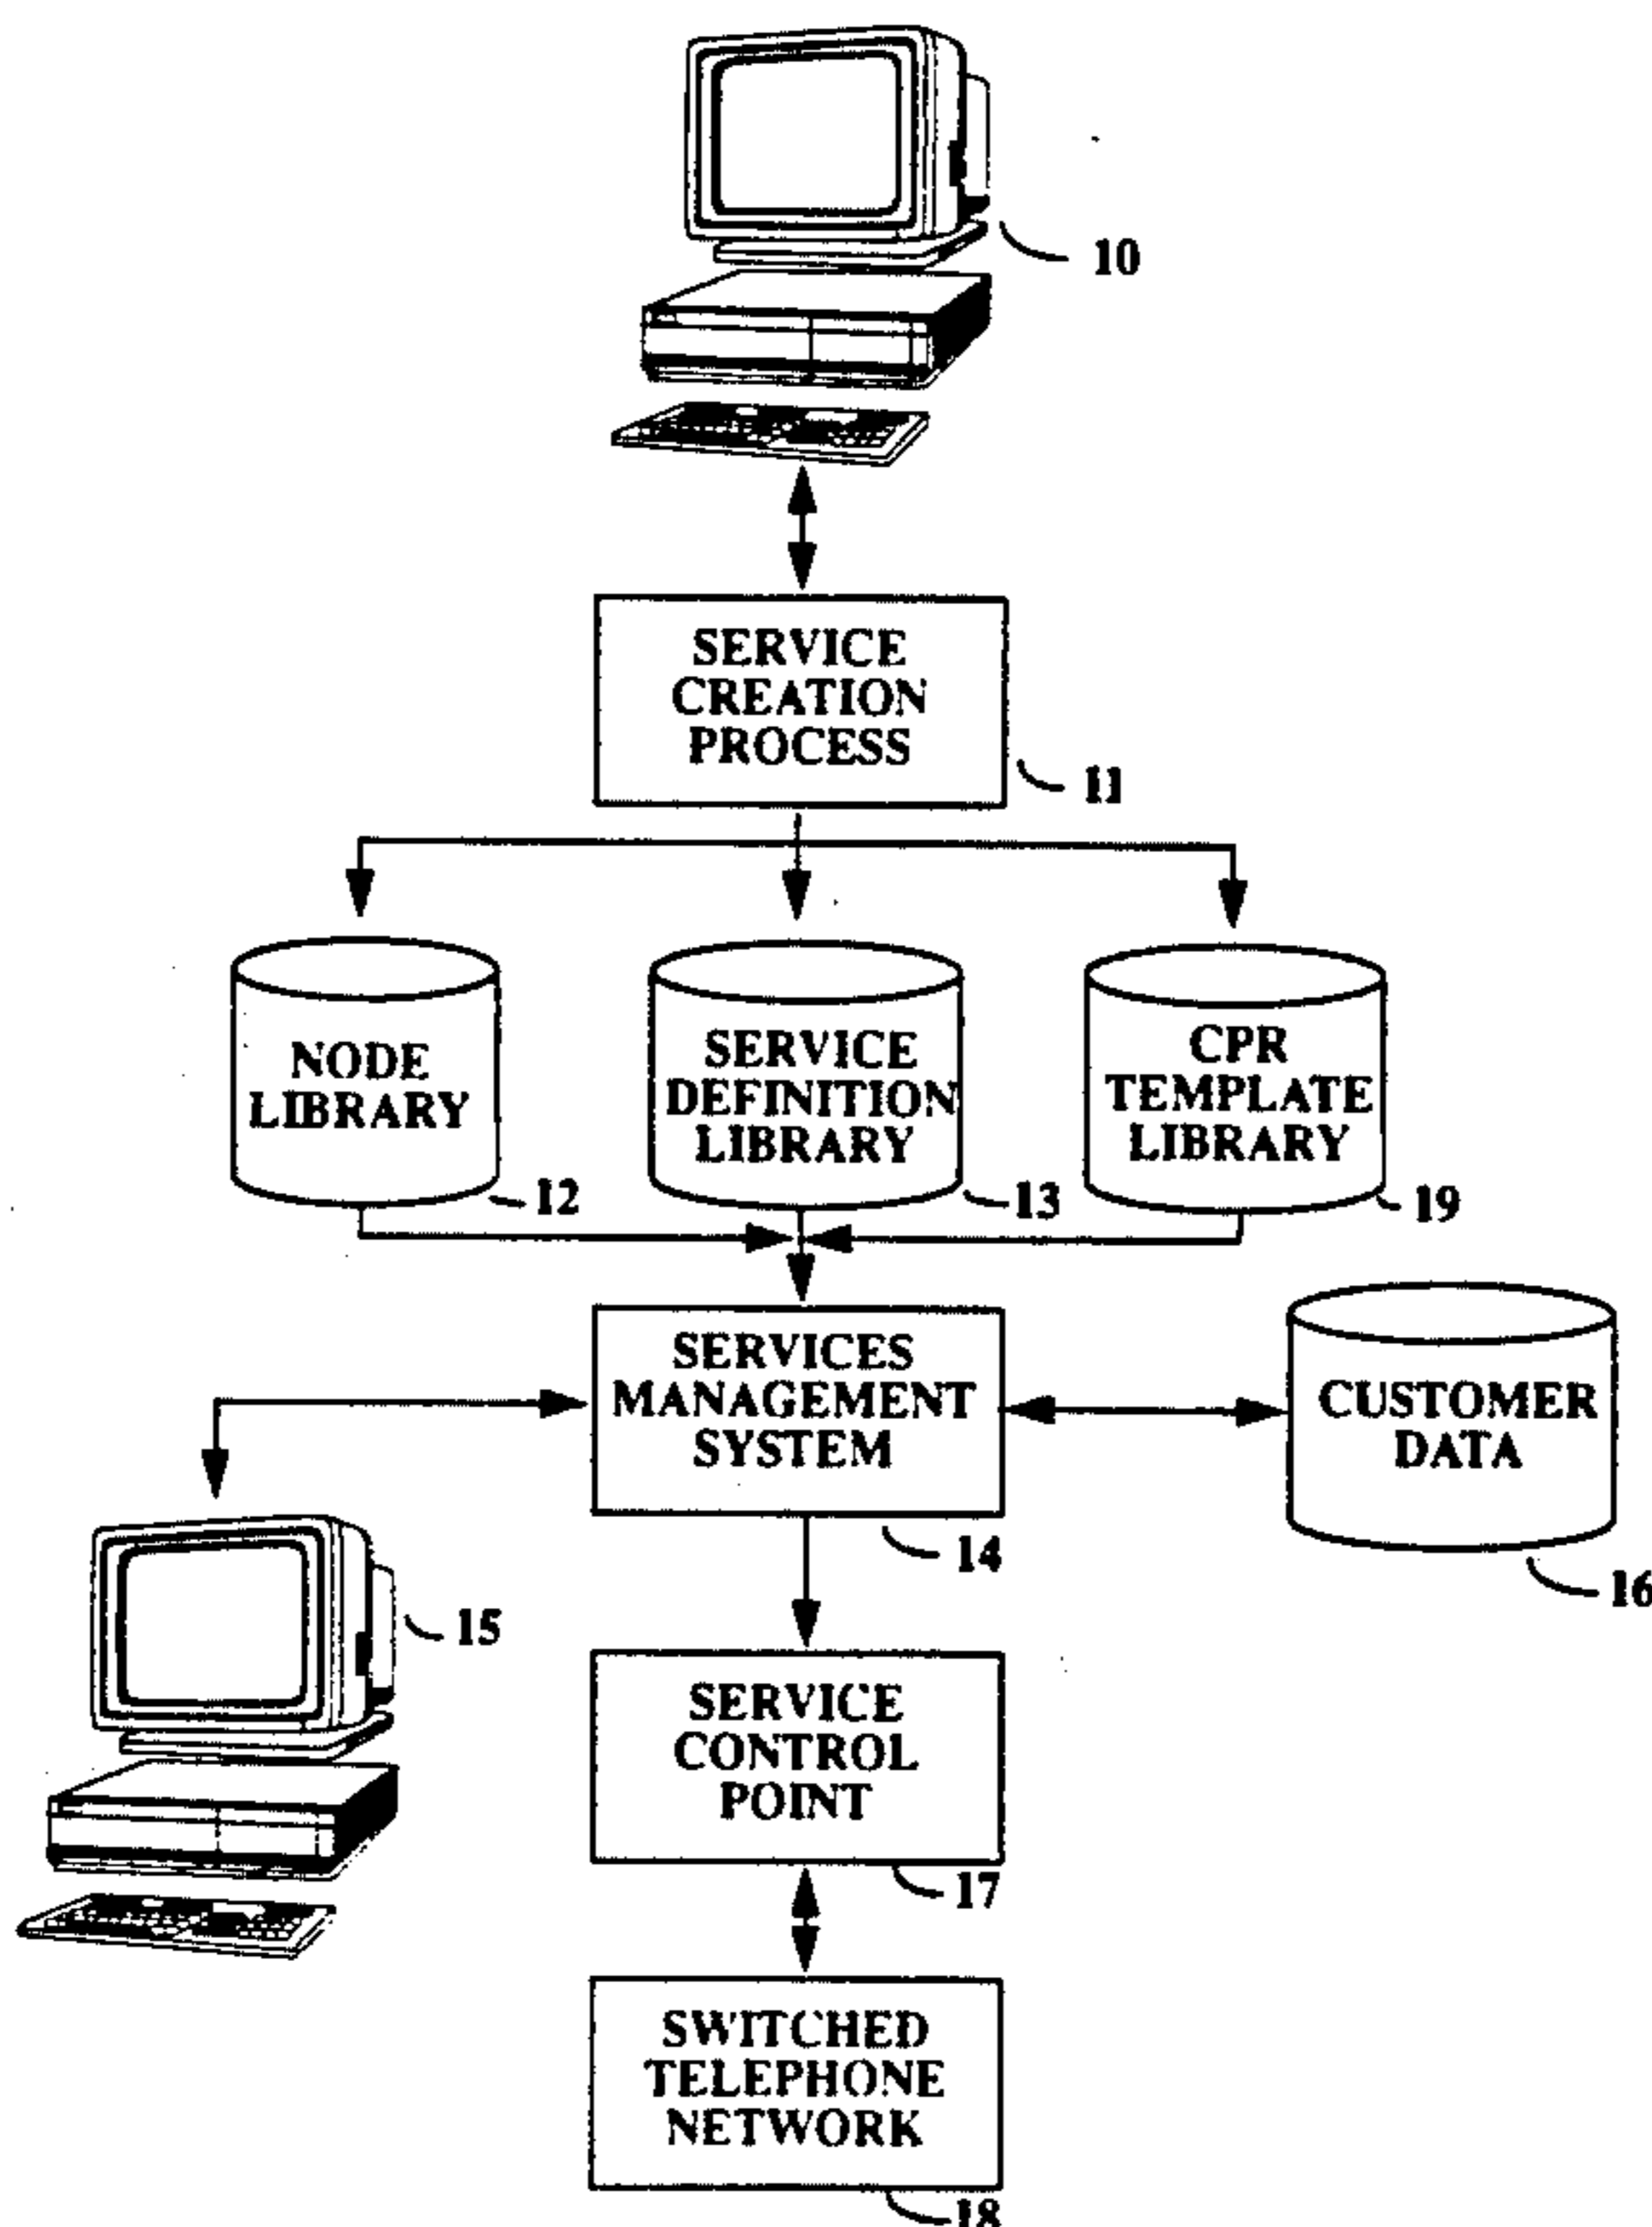 10
SERVICE
CREATION
PROCESS
11
NODE
LIBRARY
12
SERVICE
DEFINITION
LIBRARY
13
CPR
TEMPLATE
LIBRARY
19
SERVICES
MANAGEMENT
SYSTEM
14
CUSTOMER
DATA
16
15
SERVICE
CONTROL
POINT
17
SWITCHED
TELEPHONE
NETWORK
18